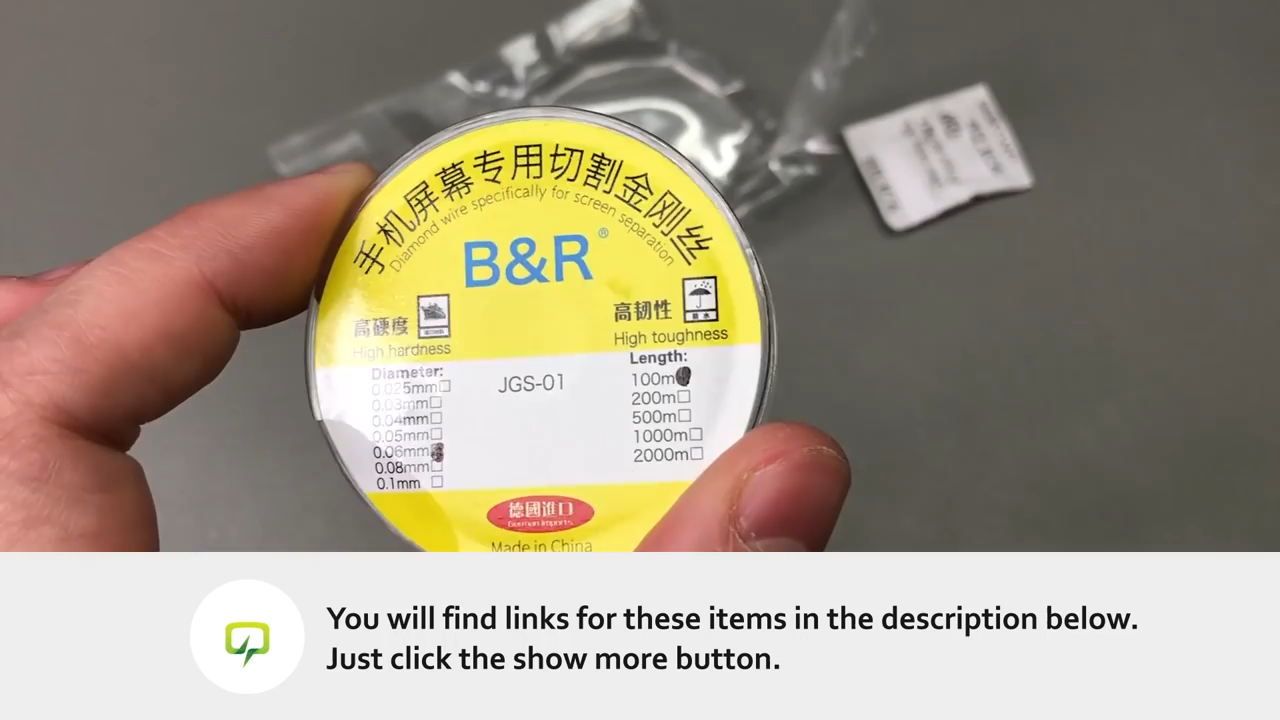 手机屏幕专用切割金刚丝
Diamond wire specifically for screen separation
B&R®
高硬度
High hardness
高韧性
High toughness
Diameter:
0.025mm
0.03mm
0.04mm
0.05mm
0.06mm
0.08mm
0.1mm
JGS-01
Length:
100m
200m
500m
1000m
2000m
德國進口
German imports
Made in China
You will find links for these items in the description below.
Just click the show more button.